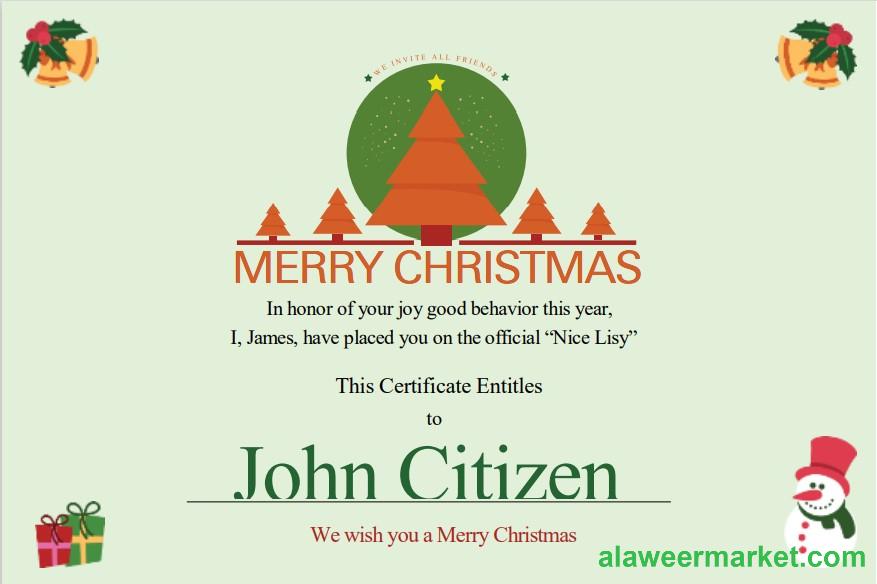 WE INVITE ALL FRIENDS
MERRY CHRISTMAS
In honor of your joy good behavior this year,
I, James, have placed you on the official “Nice Lisy”
This Certificate Entitles
to
John Citizen
We wish you a Merry Christmas
alaweermarket.com